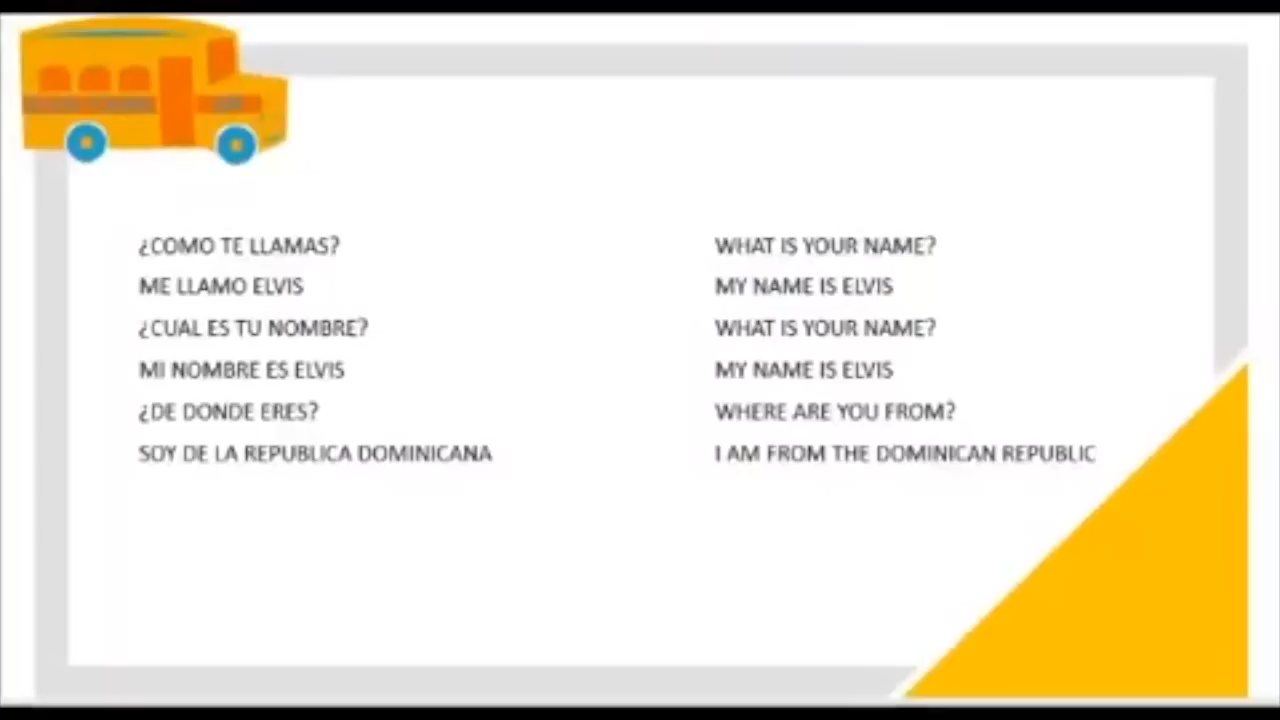 ¿COMO TE LLAMAS?
ME LLAMO ELVIS
¿CUAL ES TU NOMBRE?
MI NOMBRE ES ELVIS
¿DE DONDE ERES?
SOY DE LA REPUBLICA DOMINICANA
WHAT IS YOUR NAME?
MY NAME IS ELVIS
WHAT IS YOUR NAME?
MY NAME IS ELVIS
WHERE ARE YOU FROM?
I AM FROM THE DOMINICAN REPUBLIC